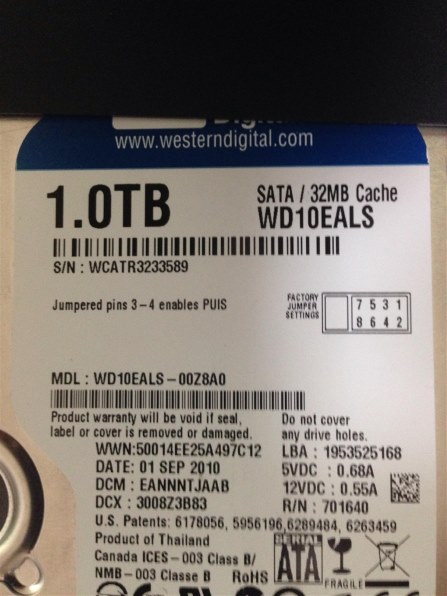 Digital
www.westerndigital.com
1.0TB
SATA / 32MB Cache
WD10EALS
S/N : WCATR3233589
Jumpered pins 3-4 enables PUIS
FACTORY
JUMPER
SETTINGS
7 5 3 1
8 6 4 2
MDL : WD10EALS-00Z8A0
Product warranty will be void if seal,
label or cover is removed or damaged.
Do not cover
any drive holes.
WWN:50014EE25A497C12
LBA : 1953525168
DATE: 01 SEP 2010
5VDC : 0.68A
DCM : EANNNTJAAB
12VDC : 0.55A
DCX : 3008Z3B83
R/N : 701640
U.S. Patents: 6178056, 5956196,6289484, 6263459
Product of Thailand
Canada ICES-003 Class B/
NMB-003 Classe B
RoHS
SERIAL
ATA
FRAGILE